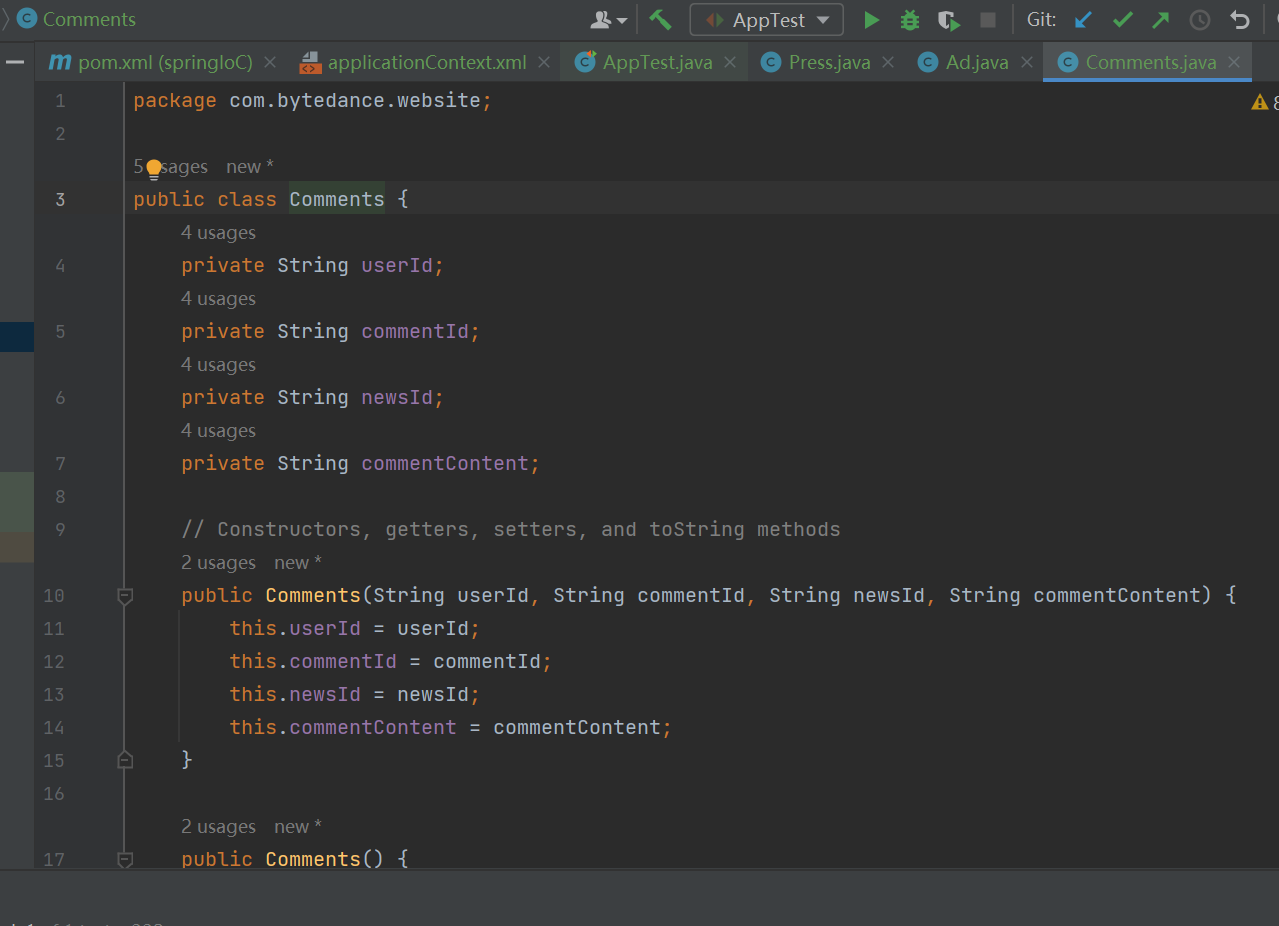 Comments AppTest Git:
pom.xml (springIoC) applicationContext.xml AppTest.java Press.java Ad.java Comments.java
1 package com.bytedance.website;
2
5 usages new *
3 public class Comments {
4 usages
4 private String userId;
4 usages
5 private String commentId;
4 usages
6 private String newsId;
4 usages
7 private String commentContent;
8
9 // Constructors, getters, setters, and toString methods
2 usages new *
10 public Comments(String userId, String commentId, String newsId, String commentContent) {
11 this.userId = userId;
12 this.commentId = commentId;
13 this.newsId = newsId;
14 this.commentContent = commentContent;
15 }
16
2 usages new *
17 public Comments() {